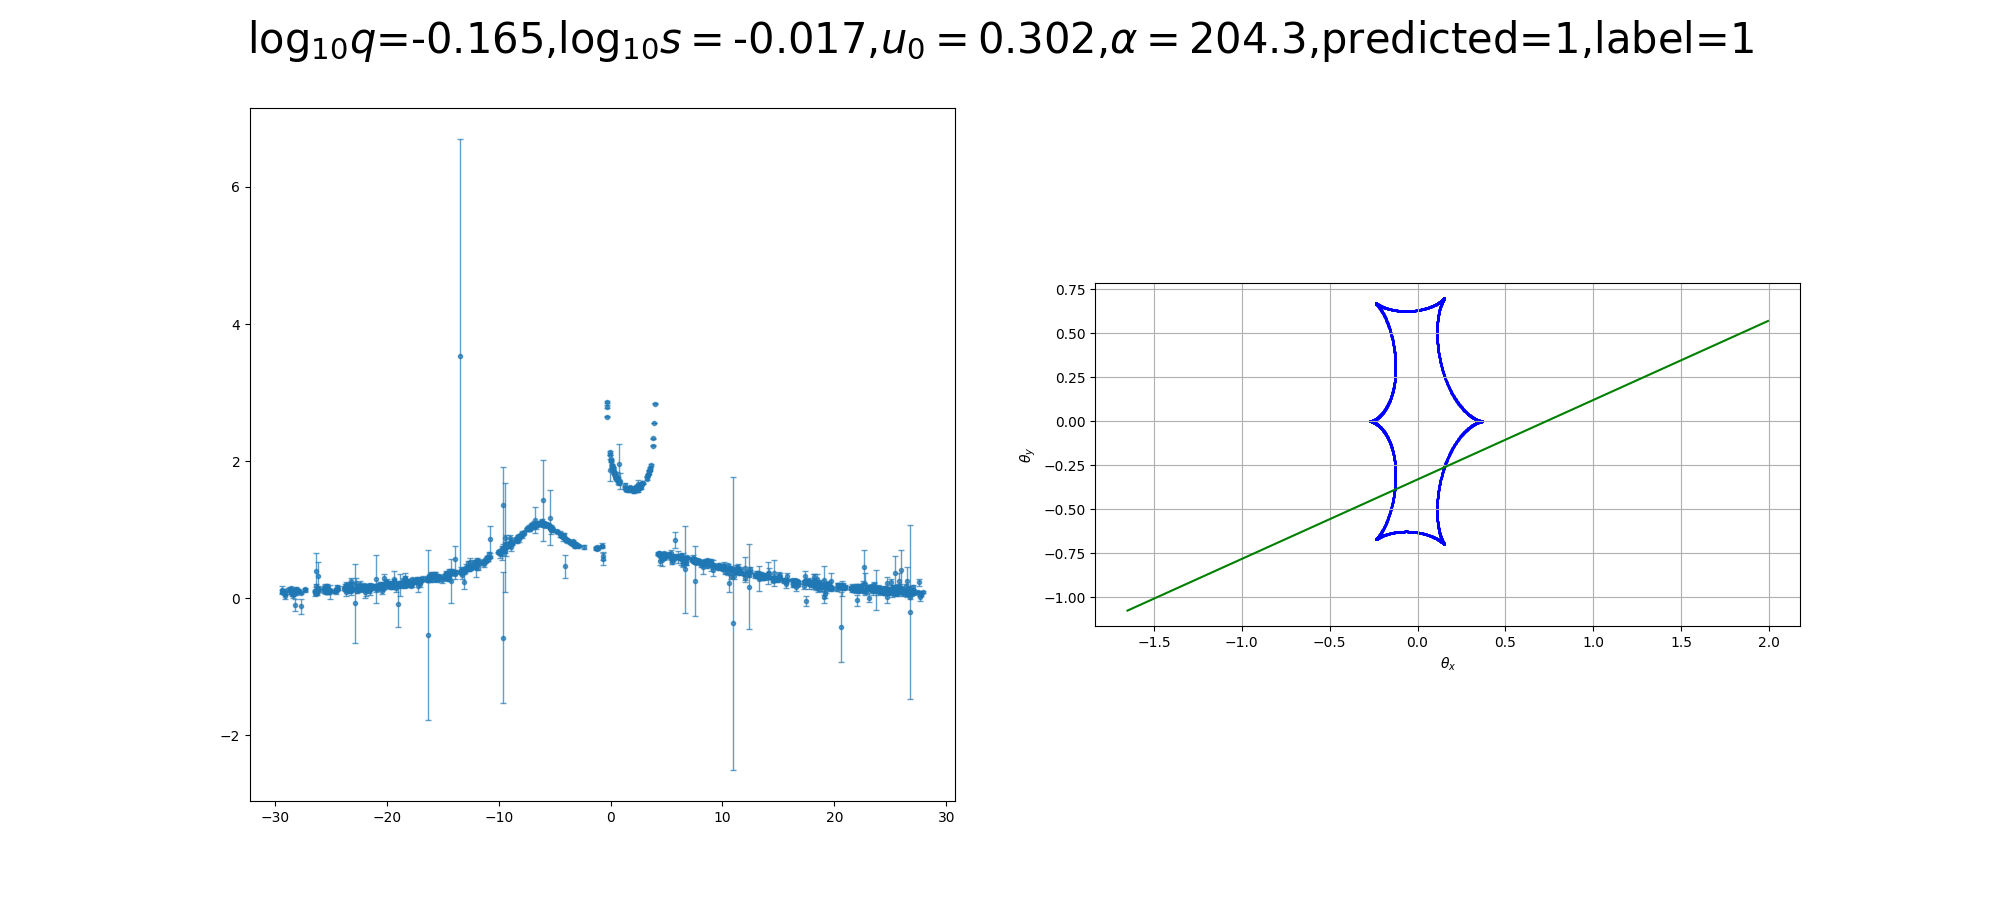 log₁₀q=-0.165,log₁₀s = -0.017,u₀ = 0.302,α = 204.3,predicted=1,label=1
6
4
2
0
−2
−30 −20 −10 0 10 20 30
0.75
0.50
0.25
0.00
−0.25
−0.50
−0.75
−1.00
θy
−1.5 −1.0 −0.5 0.0 0.5 1.0 1.5 2.0
θx